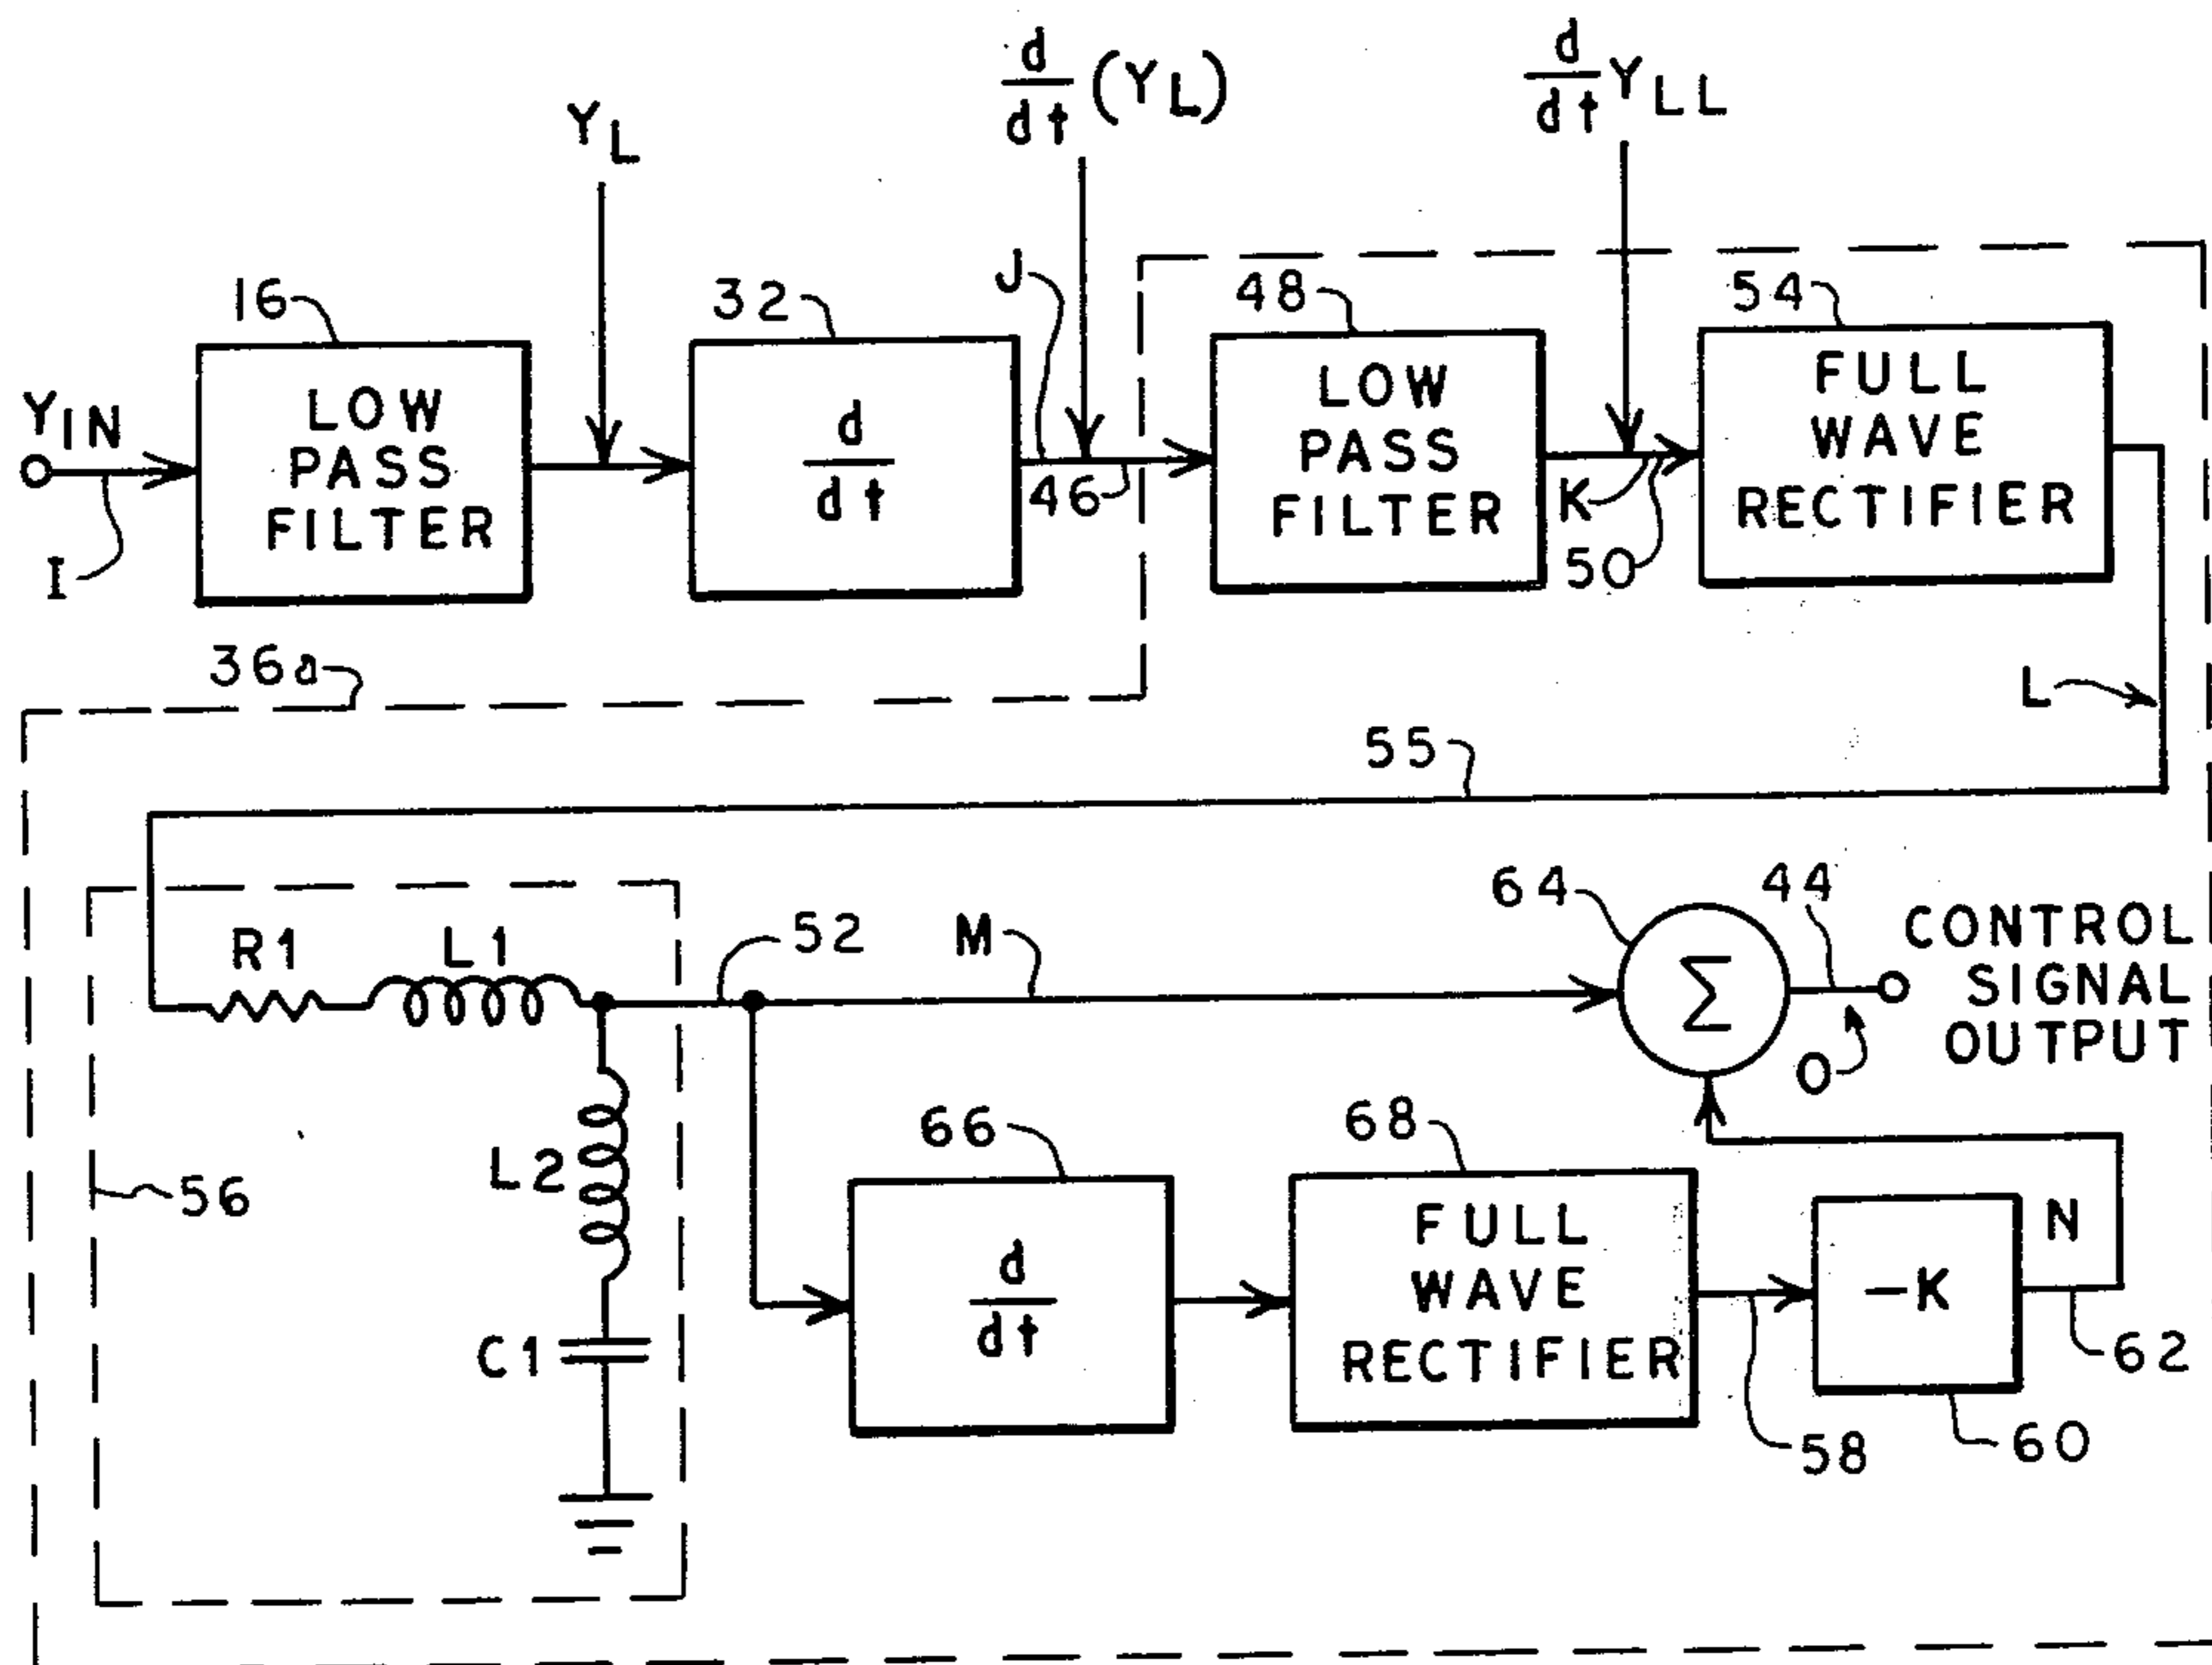 d/dt (YL)
d/dt YLL
YL
16
32
J
48
54
YIN
LOW
PASS
FILTER
d
dt
LOW
PASS
FILTER
FULL
WAVE
RECTIFIER
I
46
K
50
36a
L
55
R1
L1
52
M
64
44
CONTROL
SIGNAL
OUTPUT
Σ
O
L2
56
66
68
C1
d
dt
FULL
WAVE
RECTIFIER
-K
N
62
58
60